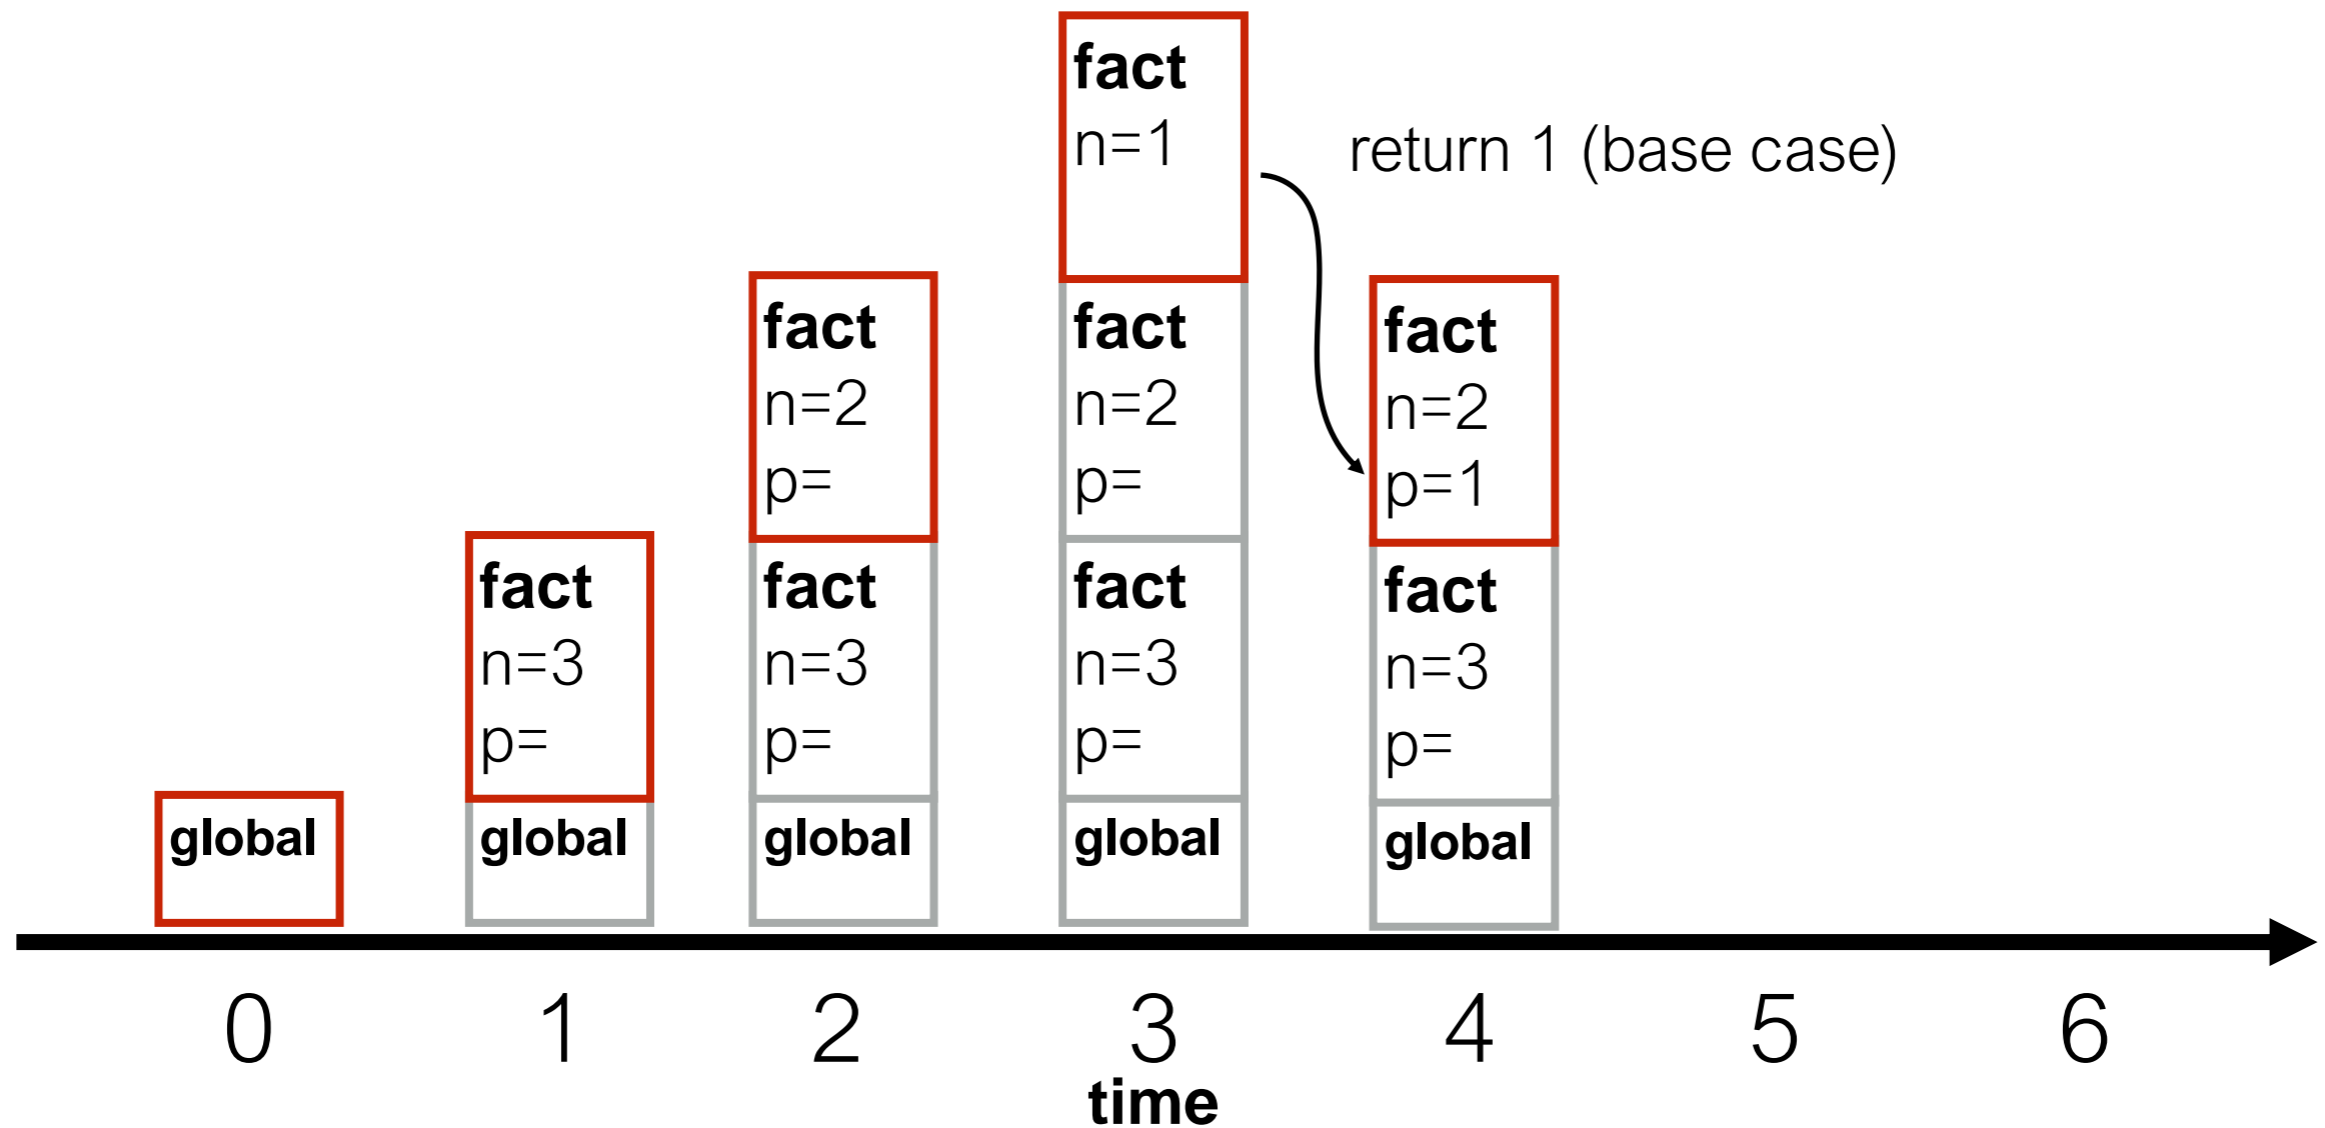 global
fact
n=3
p=
global
fact
n=2
p=
fact
n=3
p=
global
fact
n=1
fact
n=2
p=
fact
n=3
p=
global
return 1 (base case)
fact
n=2
p=1
fact
n=3
p=
global
0 1 2 3 4 5 6
time